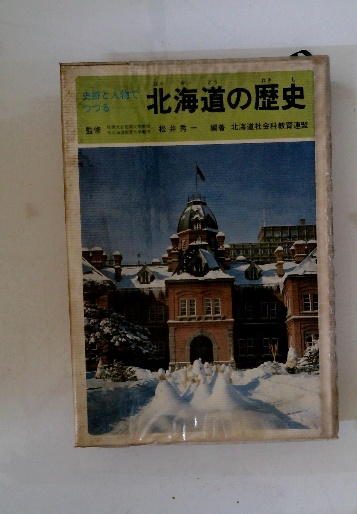 史跡と人物で
つづる
北海道の歴史
監修
松井秀一 編著 北海道社会科教育連盟